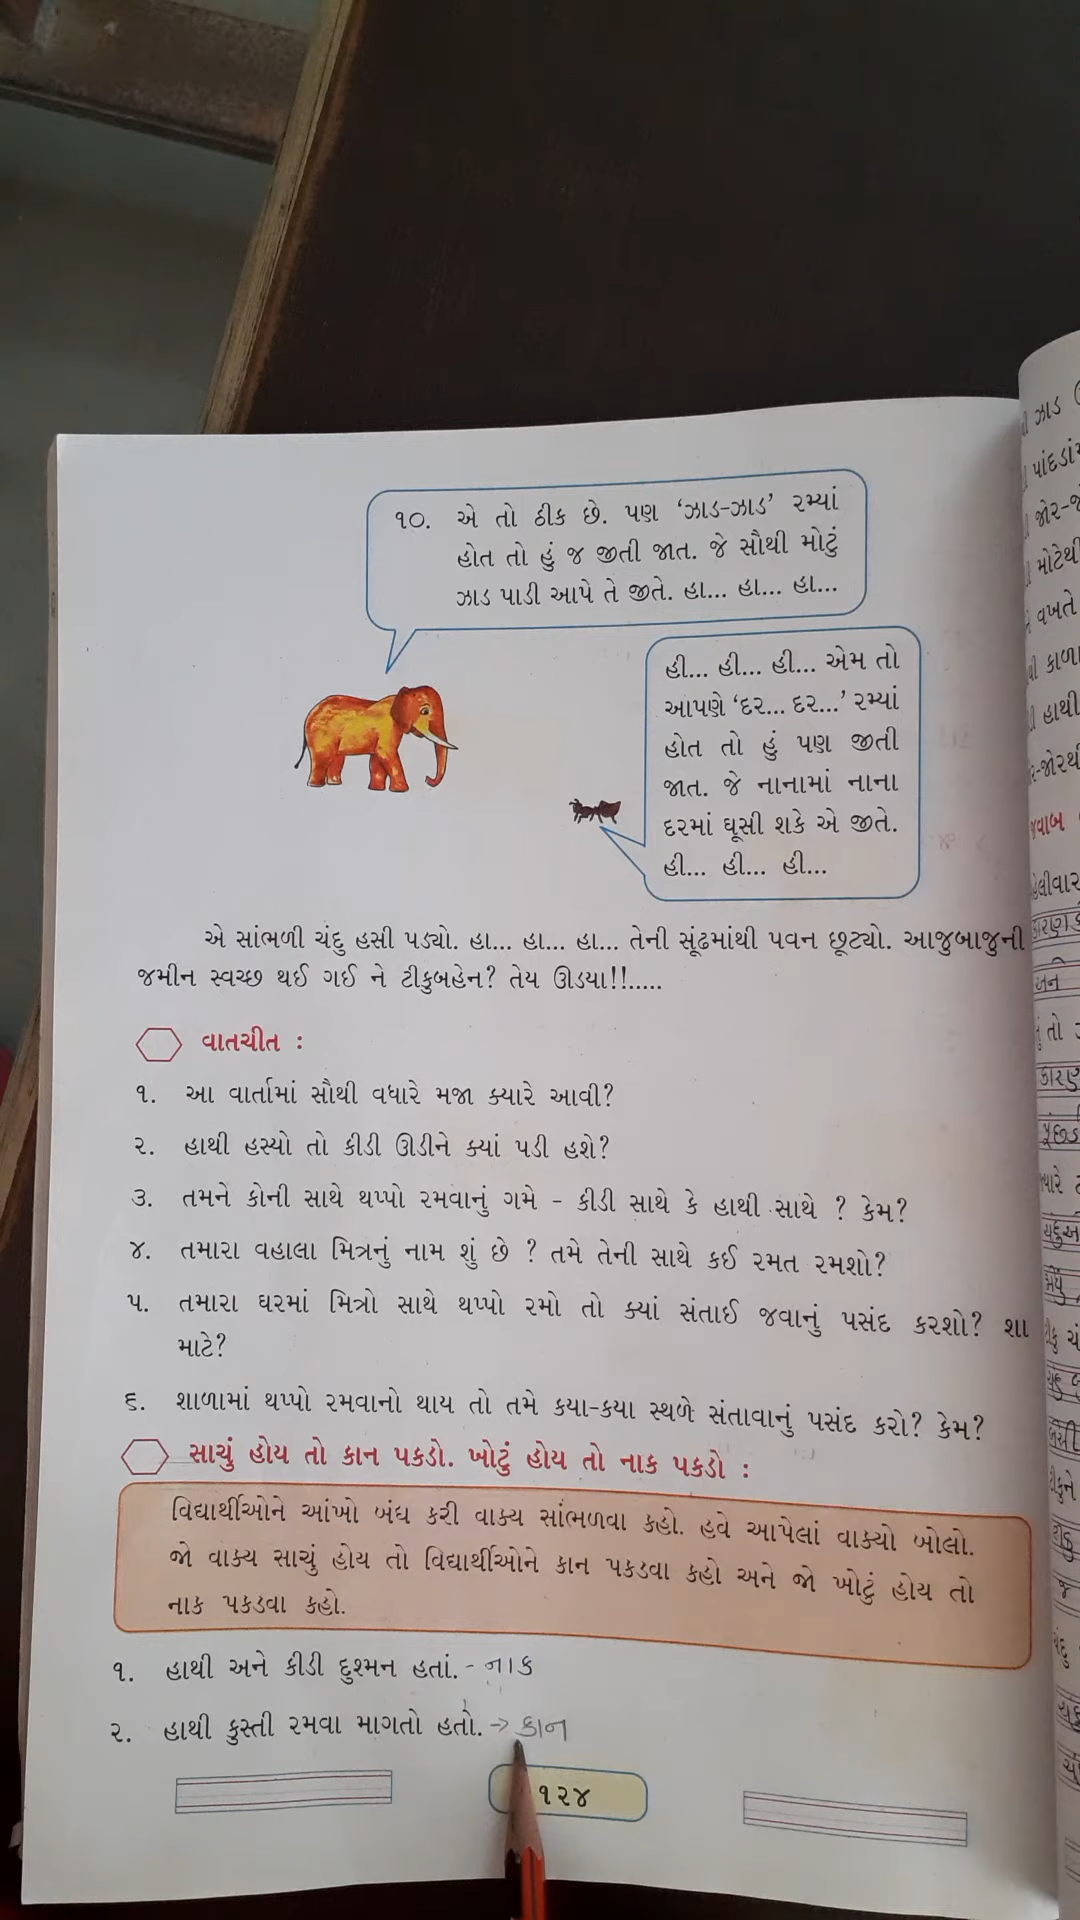 ૧૦. એ તો ઠીક છે. પણ ‘ઝાડ-ઝાડ’ રમ્યાં
હોત તો હું જ જીતી જાત. જે સૌથી મોટું
ઝાડ પાડી આપે તે જીતે. હા... હા... હા...
હી... હી... હી... એમ તો
આપણે ‘દર... દર...’ રમ્યાં
હોત તો હું પણ જીતી
જાત. જે નાનામાં નાના
દરમાં ઘૂસી શકે એ જીતે.
હી... હી... હી...
એ સાંભળી ચંદુ હસી પડ્યો. હા... હા... હા... તેની સૂંઢમાંથી પવન છૂટ્યો. આજુબાજુની
જમીન સ્વચ્છ થઈ ગઈ ને ટીકુબહેન? તેય ઊડયા!!.....
વાતચીત :
૧. આ વાર્તામાં સૌથી વધારે મજા ક્યારે આવી?
૨. હાથી હસ્યો તો કીડી ઊડીને ક્યાં પડી હશે?
૩. તમને કોની સાથે થપ્પો રમવાનું ગમે - કીડી સાથે કે હાથી સાથે ? કેમ?
૪. તમારા વહાલા મિત્રનું નામ શું છે ? તમે તેની સાથે કઈ રમત રમશો?
૫. તમારા ઘરમાં મિત્રો સાથે થપ્પો રમો તો ક્યાં સંતાઈ જવાનું પસંદ કરશો? શા
માટે?
૬. શાળામાં થપ્પો રમવાનો થાય તો તમે કયા-કયા સ્થળે સંતાવાનું પસંદ કરો? કેમ?
સાચું હોય તો કાન પકડો. ખોટું હોય તો નાક પકડો :
વિદ્યાર્થીઓને આંખો બંધ કરી વાક્ય સાંભળવા કહો. હવે આપેલાં વાક્યો બોલો.
જો વાક્ય સાચું હોય તો વિદ્યાર્થીઓને કાન પકડવા કહો અને જો ખોટું હોય તો
નાક પકડવા કહો.
૧. હાથી અને કીડી દુશ્મન હતાં. - નાક
૨. હાથી કુસ્તી રમવા માગતો હતો. → કાન
૧૨૪
ઝાડ
વખતે
હાથી
જવાબ